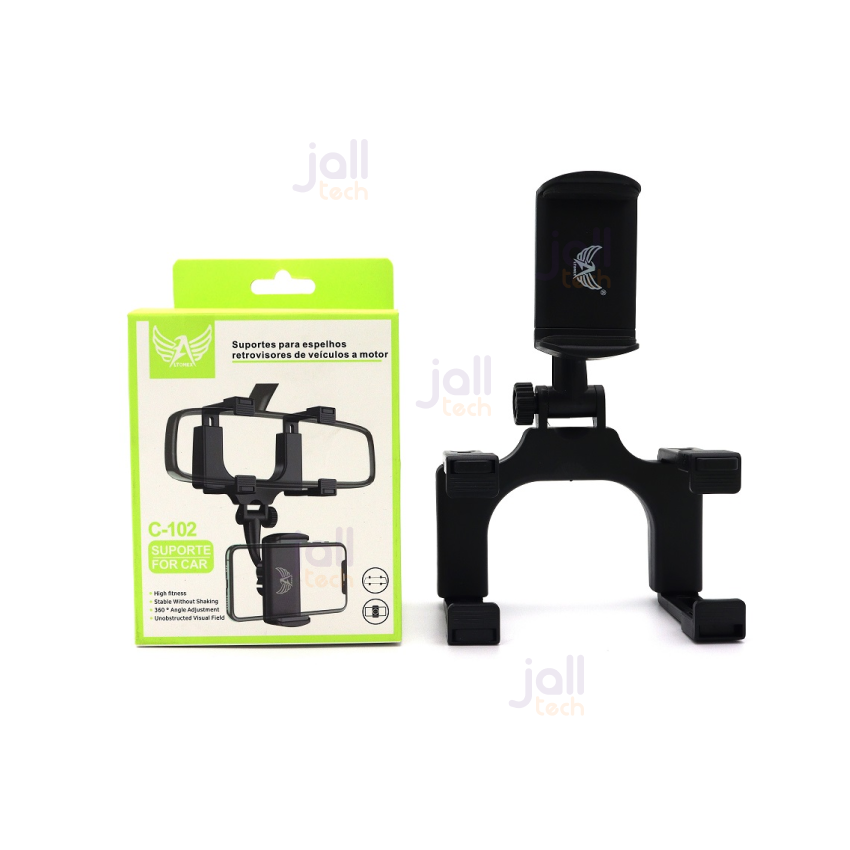 jall
tech
Suportes para espelhos
retrovisores de veículos a motor
ALTOMEX
C-102
SUPORTE
FOR CAR
• High fitness
• Stable Without Shaking
• 360 ° Angle Adjustment
• Unobstructed Visual Field
jall
tech
jall
tech
jall
tech
jall
tech